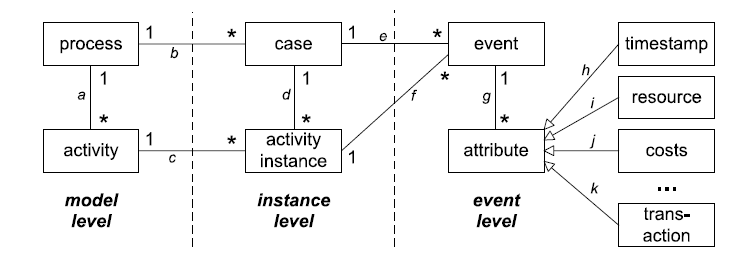 process
1
b
*
case
1
e
*
event
timestamp
1
a
*
1
d
*
f
*
1
g
*
h
i
resource
activity
1
c
*
activity
instance
1
attribute
j
costs
k
...
trans-
action
model
level
instance
level
event
level